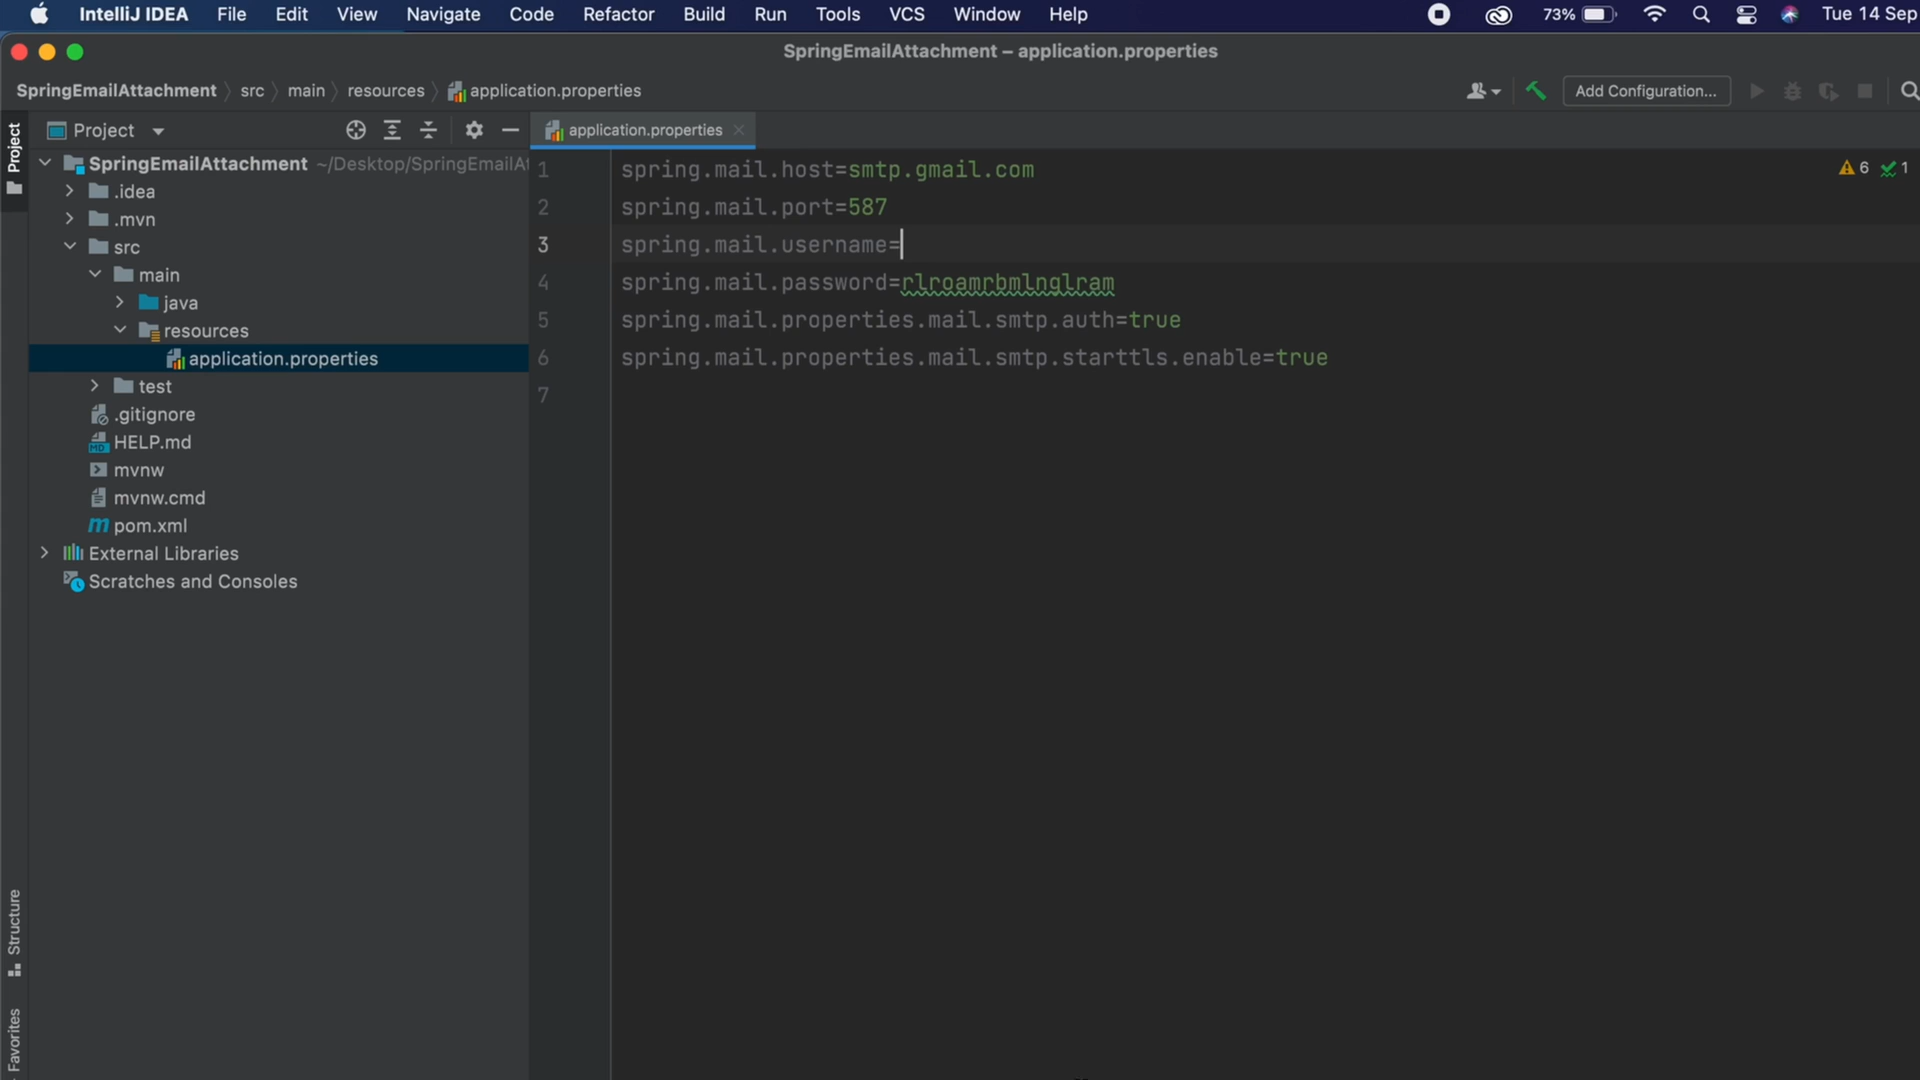 IntelliJ IDEA File Edit View Navigate Code Refactor Build Run Tools VCS Window Help 73% Tue 14 Sep
SpringEmailAttachment – application.properties
SpringEmailAttachment src main resources application.properties Add Configuration...
Project
Project
application.properties
SpringEmailAttachment ~/Desktop/SpringEmailAt
.idea
.mvn
src
main
java
resources
application.properties
test
.gitignore
HELP.md
mvnw
mvnw.cmd
pom.xml
External Libraries
Scratches and Consoles
Structure
Favorites
1 spring.mail.host=smtp.gmail.com
2 spring.mail.port=587
3 spring.mail.username=
4 spring.mail.password=rlroamrbmlnglram
5 spring.mail.properties.mail.smtp.auth=true
6 spring.mail.properties.mail.smtp.starttls.enable=true
7
6 1